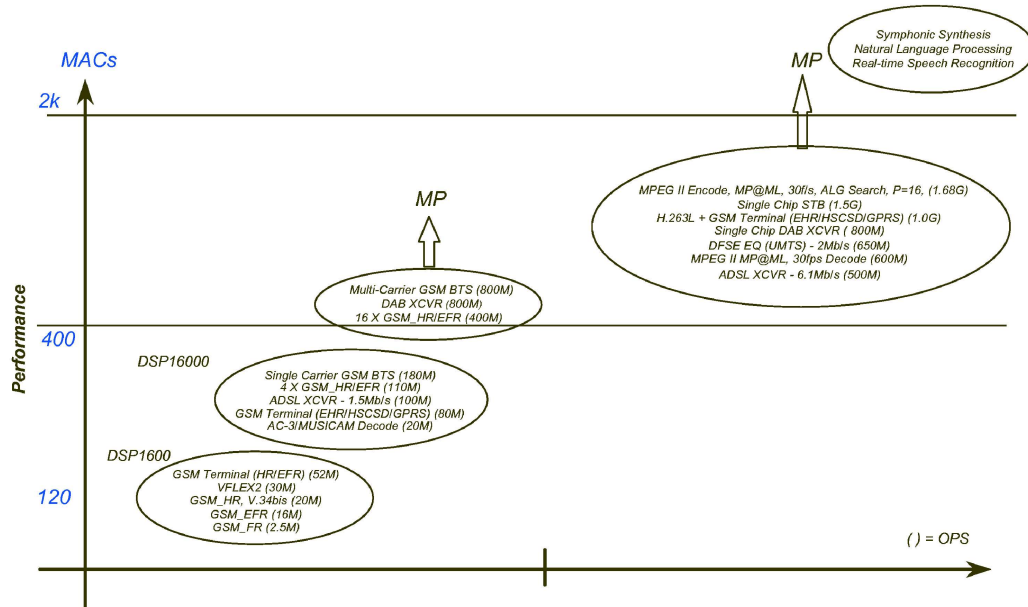 Symphonic Synthesis
Natural Language Processing
Real-time Speech Recognition
MACs
MP
2k
MPEG II Encode, MP@ML, 30f/s, ALG Search, P=16, (1.68G)
Single Chip STB (1.5G)
H.263L + GSM Terminal (EHR/HSCSD/GPRS) (1.0G)
Single Chip DAB XCVR ( 800M)
DFSE EQ (UMTS) - 2Mb/s (650M)
MPEG II MP@ML, 30fps Decode (600M)
ADSL XCVR - 6.1Mb/s (500M)
MP
Multi-Carrier GSM BTS (800M)
DAB XCVR (800M)
16 X GSM_HR/EFR (400M)
400
Performance
DSP16000
Single Carrier GSM BTS (180M)
4 X GSM_HR/EFR (110M)
ADSL XCVR - 1.5Mb/s (100M)
GSM Terminal (EHR/HSCSD/GPRS) (80M)
AC-3/MUSICAM Decode (20M)
DSP1600
GSM Terminal (HR/EFR) (52M)
VFLEX2 (30M)
GSM_HR, V.34bis (20M)
GSM_EFR (16M)
GSM_FR (2.5M)
120
( ) = OPS